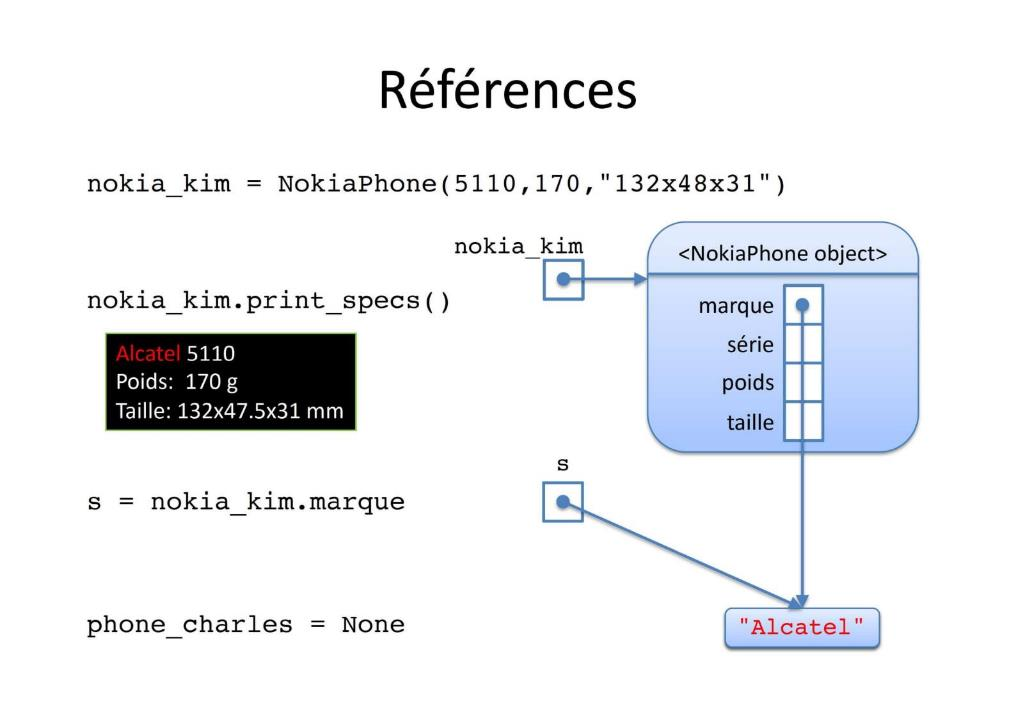 Références
nokia_kim = NokiaPhone(5110,170,"132x48x31")
nokia_kim
<NokiaPhone object>
nokia_kim.print_specs()
marque
série
poids
taille
Alcatel 5110
Poids: 170 g
Taille: 132x47.5x31 mm
s
s = nokia_kim.marque
phone_charles = None
"Alcatel"